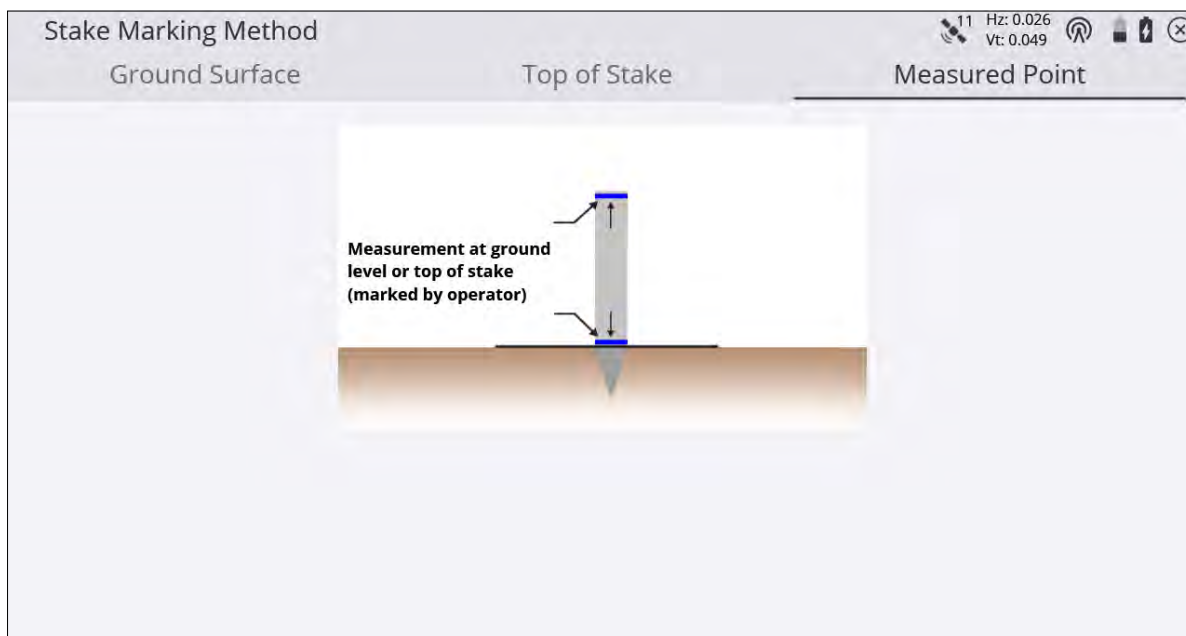 Stake Marking Method
11
Hz: 0.026
Vt: 0.049
Ground Surface
Top of Stake
Measured Point
Measurement at ground
level or top of stake
(marked by operator)